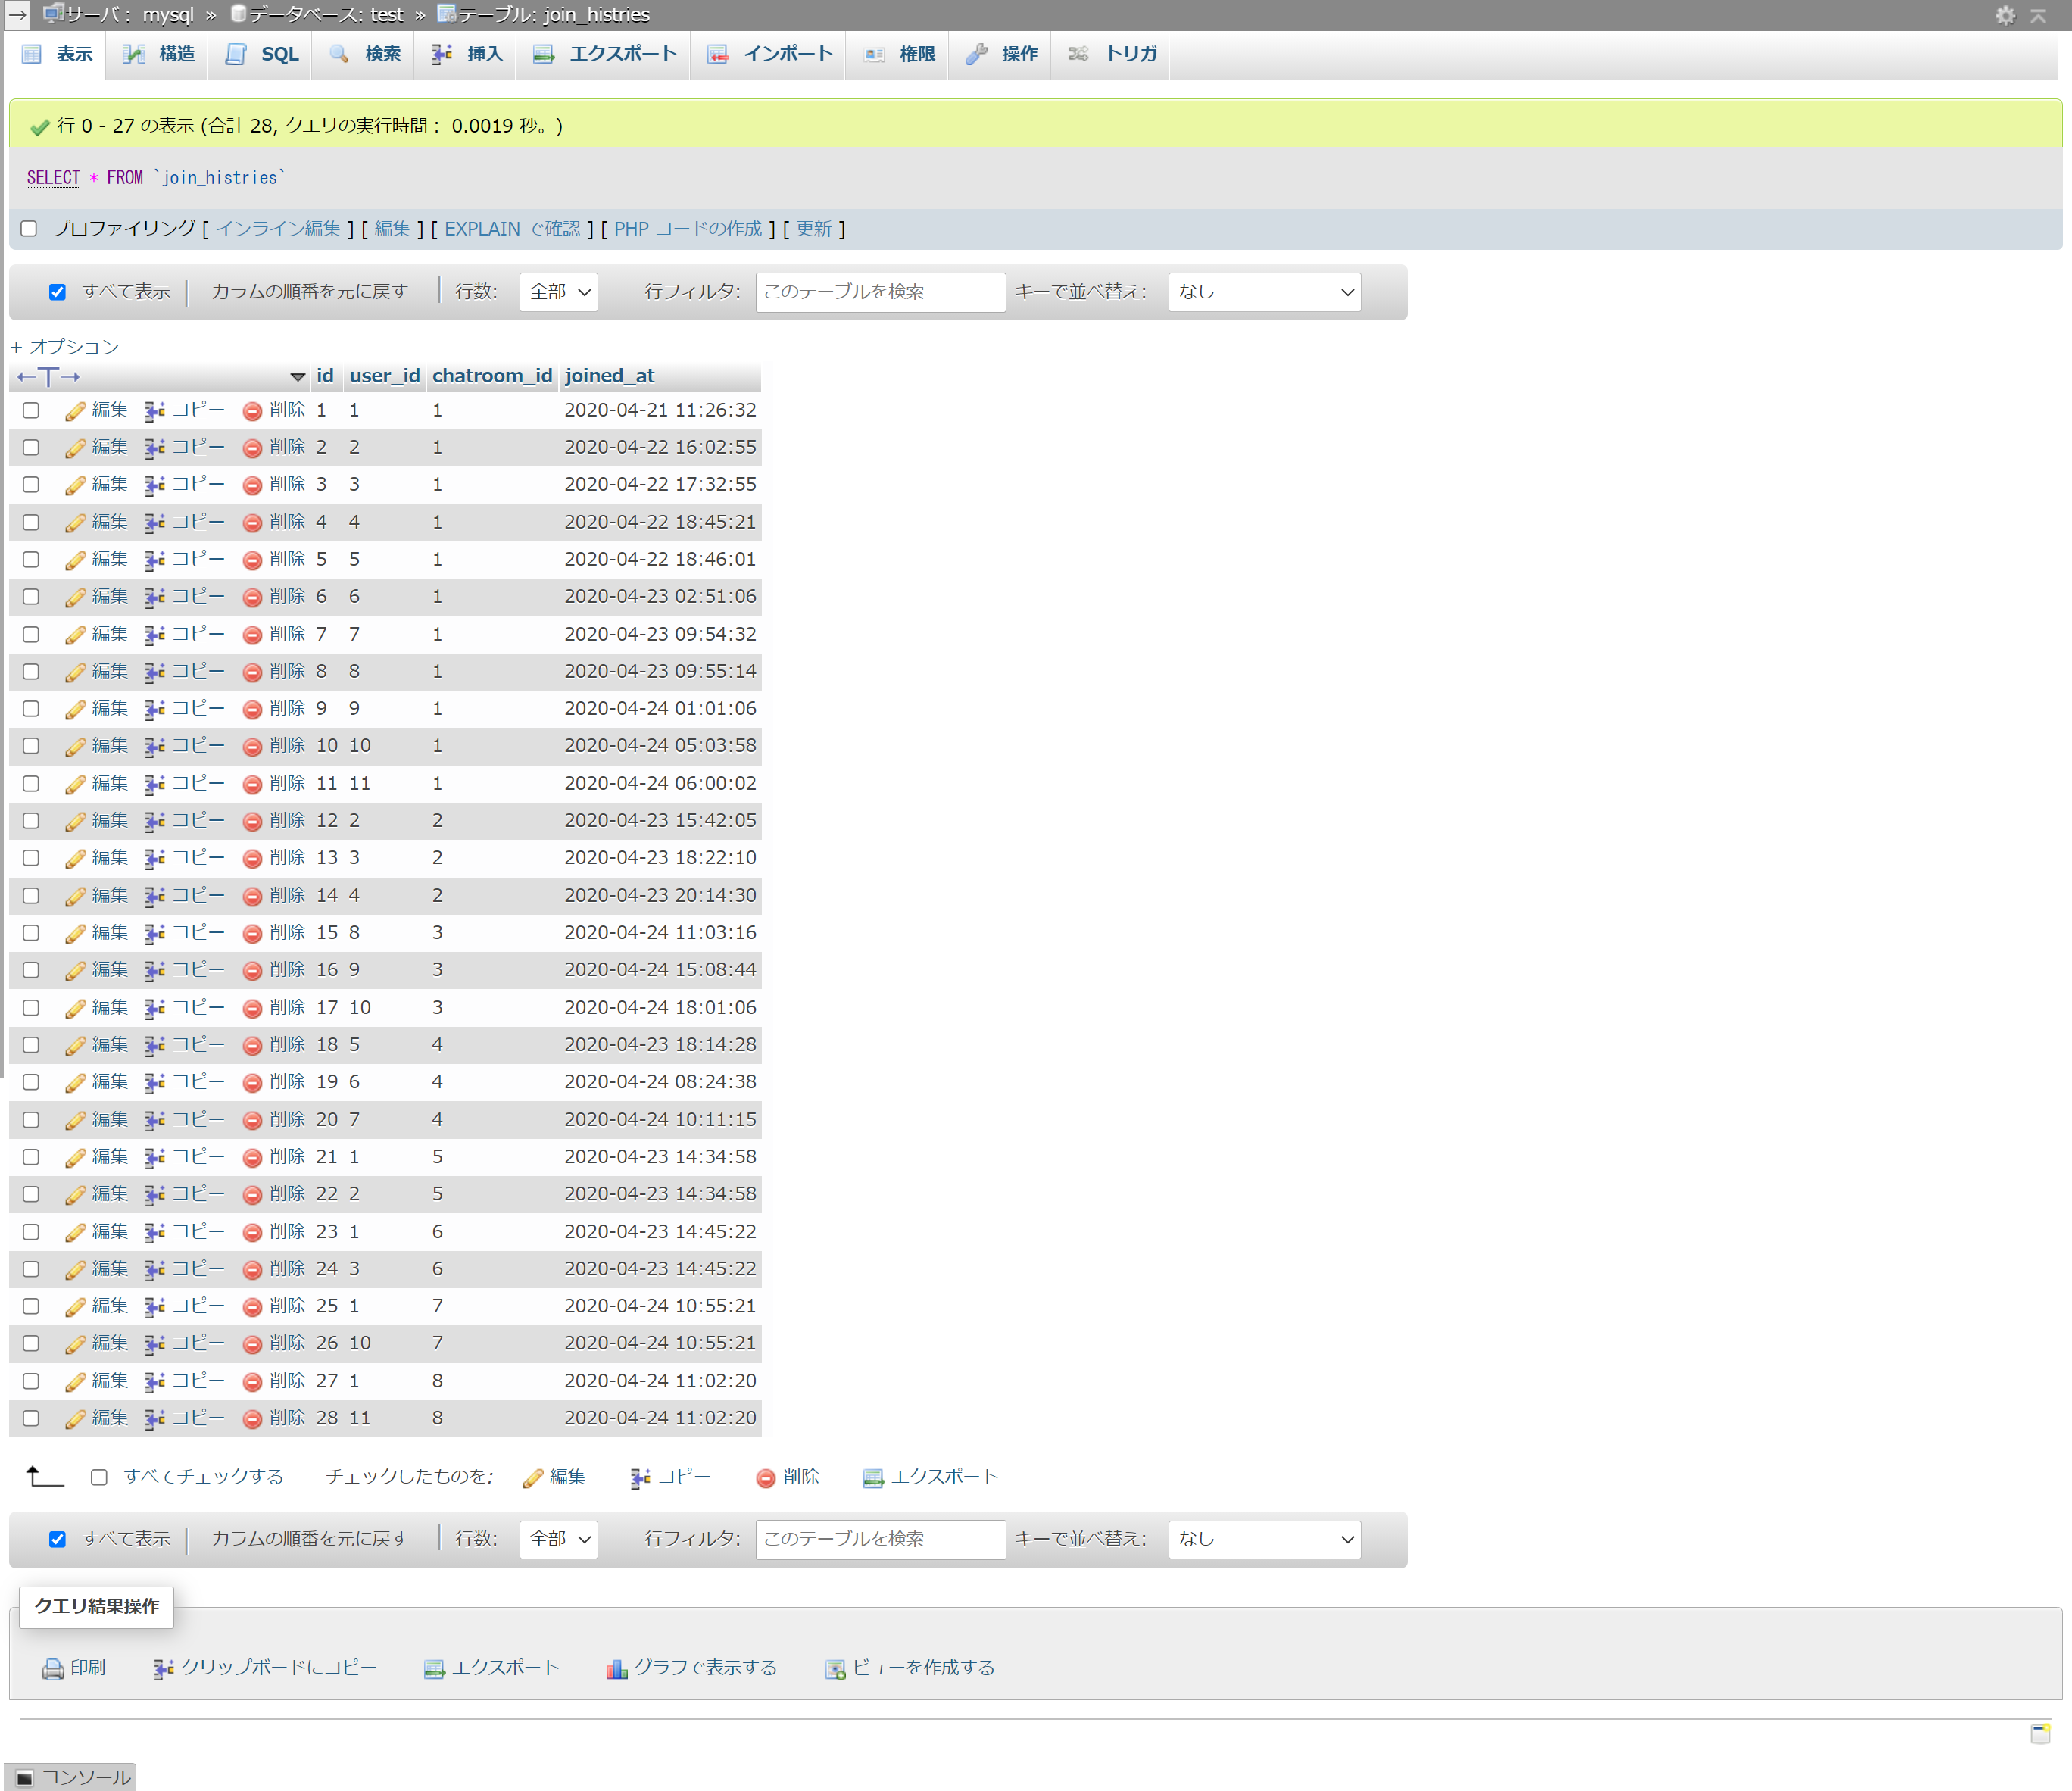 サーバ: mysql » データベース: test » テーブル: join_histries
表示 構造 SQL 検索 挿入 エクスポート インポート 権限 操作 トリガ
行 0 - 27 の表示 (合計 28, クエリの実行時間: 0.0019 秒。)
SELECT * FROM `join_histries`
プロファイリング [ インライン編集 ] [ 編集 ] [ EXPLAIN で確認 ] [ PHP コードの作成 ] [ 更新 ]
すべて表示 カラムの順番を元に戻す 行数: 全部 行フィルタ: このテーブルを検索 キーで並べ替え: なし
+ オプション
←T→ id user_id chatroom_id joined_at
編集 コピー 削除 1 1 1 2020-04-21 11:26:32
編集 コピー 削除 2 2 1 2020-04-22 16:02:55
編集 コピー 削除 3 3 1 2020-04-22 17:32:55
編集 コピー 削除 4 4 1 2020-04-22 18:45:21
編集 コピー 削除 5 5 1 2020-04-22 18:46:01
編集 コピー 削除 6 6 1 2020-04-23 02:51:06
編集 コピー 削除 7 7 1 2020-04-23 09:54:32
編集 コピー 削除 8 8 1 2020-04-23 09:55:14
編集 コピー 削除 9 9 1 2020-04-24 01:01:06
編集 コピー 削除 10 10 1 2020-04-24 05:03:58
編集 コピー 削除 11 11 1 2020-04-24 06:00:02
編集 コピー 削除 12 2 2 2020-04-23 15:42:05
編集 コピー 削除 13 3 2 2020-04-23 18:22:10
編集 コピー 削除 14 4 2 2020-04-23 20:14:30
編集 コピー 削除 15 8 3 2020-04-24 11:03:16
編集 コピー 削除 16 9 3 2020-04-24 15:08:44
編集 コピー 削除 17 10 3 2020-04-24 18:01:06
編集 コピー 削除 18 5 4 2020-04-23 18:14:28
編集 コピー 削除 19 6 4 2020-04-24 08:24:38
編集 コピー 削除 20 7 4 2020-04-24 10:11:15
編集 コピー 削除 21 1 5 2020-04-23 14:34:58
編集 コピー 削除 22 2 5 2020-04-23 14:34:58
編集 コピー 削除 23 1 6 2020-04-23 14:45:22
編集 コピー 削除 24 3 6 2020-04-23 14:45:22
編集 コピー 削除 25 1 7 2020-04-24 10:55:21
編集 コピー 削除 26 10 7 2020-04-24 10:55:21
編集 コピー 削除 27 1 8 2020-04-24 11:02:20
編集 コピー 削除 28 11 8 2020-04-24 11:02:20
すべてチェックする チェックしたものを: 編集 コピー 削除 エクスポート
すべて表示 カラムの順番を元に戻す 行数: 全部 行フィルタ: このテーブルを検索 キーで並べ替え: なし
クエリ結果操作
印刷 クリップボードにコピー エクスポート グラフで表示する ビューを作成する
コンソール